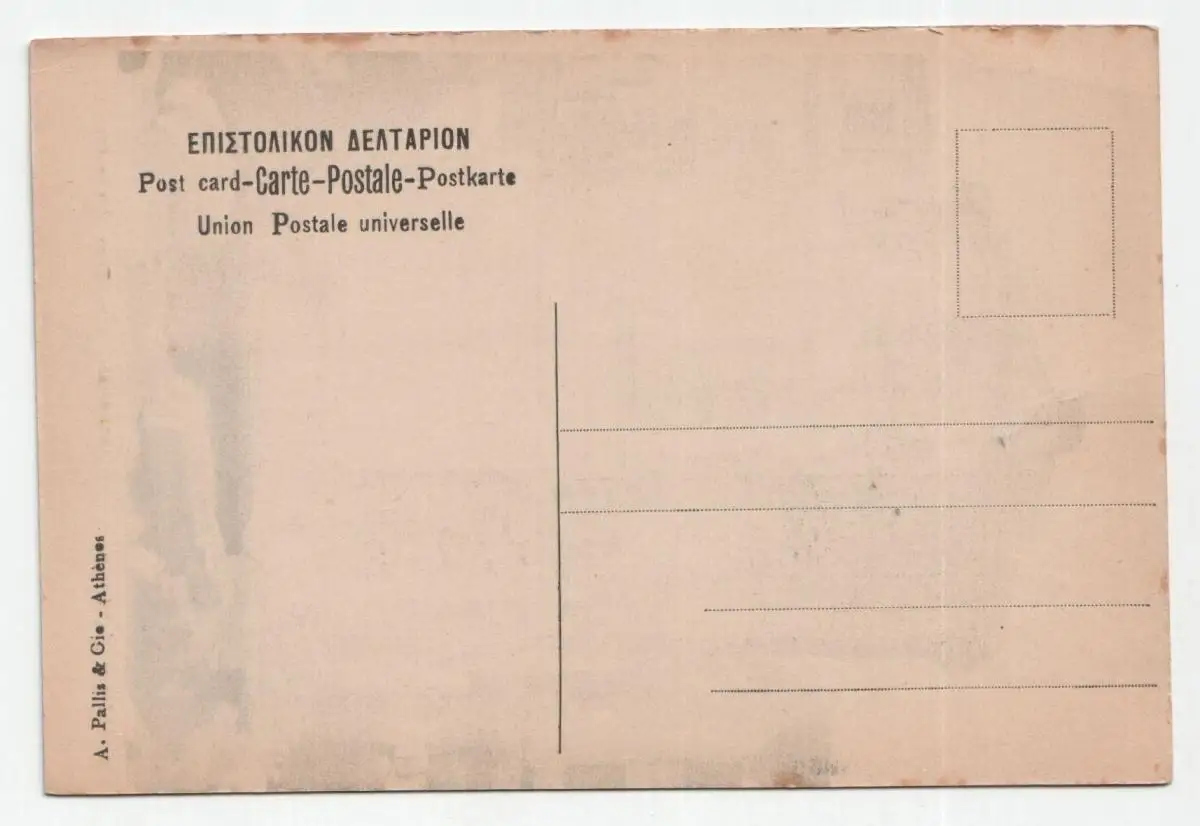 ΕΠΙΣΤΟΛΙΚΟΝ ΔΕΛΤΑΡΙΟΝ
Post card-Carte-Postale-Postkarte
Union Postale universelle
A. Pallis & Cie - Athènes